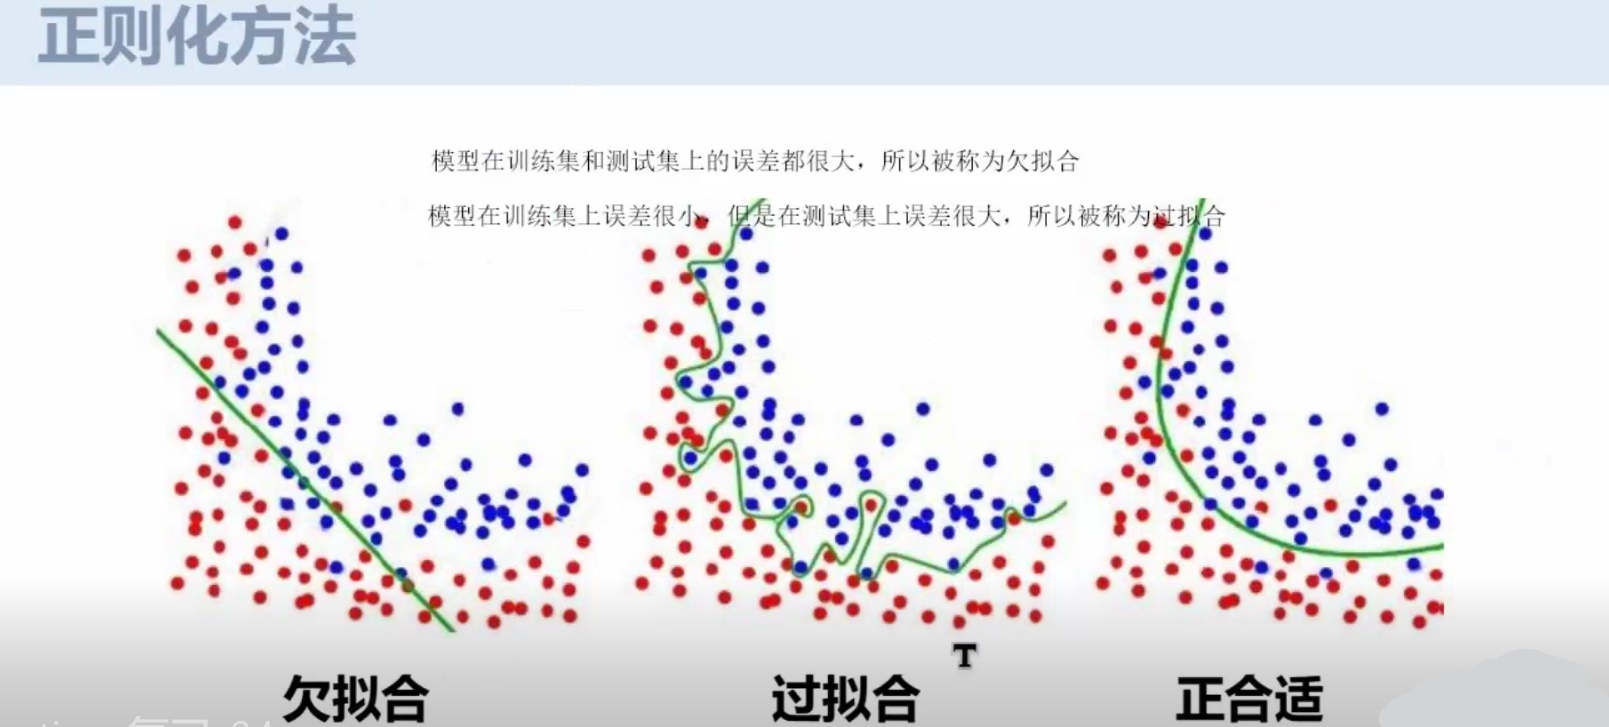 正则化方法
模型在训练集和测试集上的误差都很大，所以被称为欠拟合
模型在训练集上误差很小，但是在测试集上误差很大，所以被称为过拟合
欠拟合
过拟合
正合适